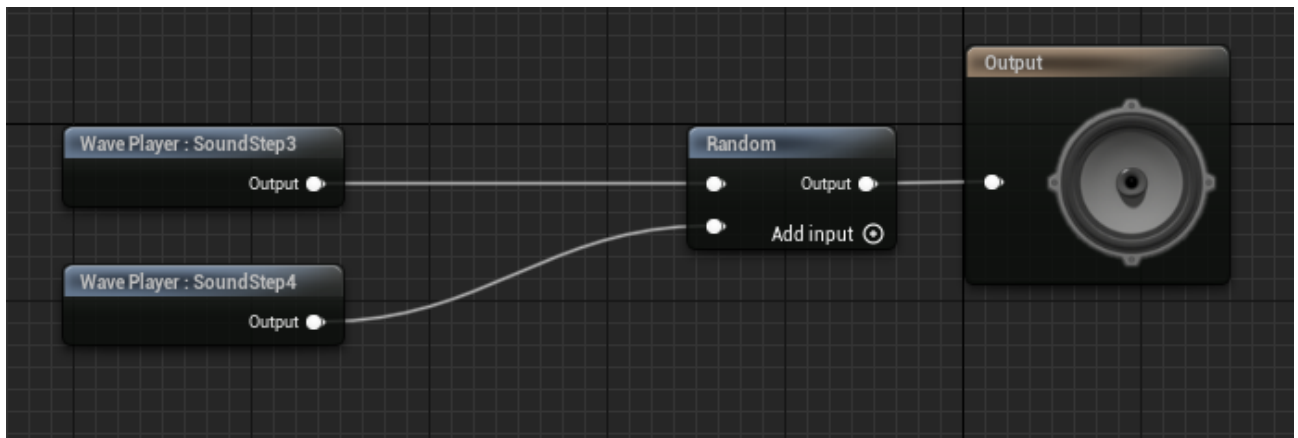 Wave Player : SoundStep3
Output
Wave Player : SoundStep4
Output
Random
Output
Add input
Output